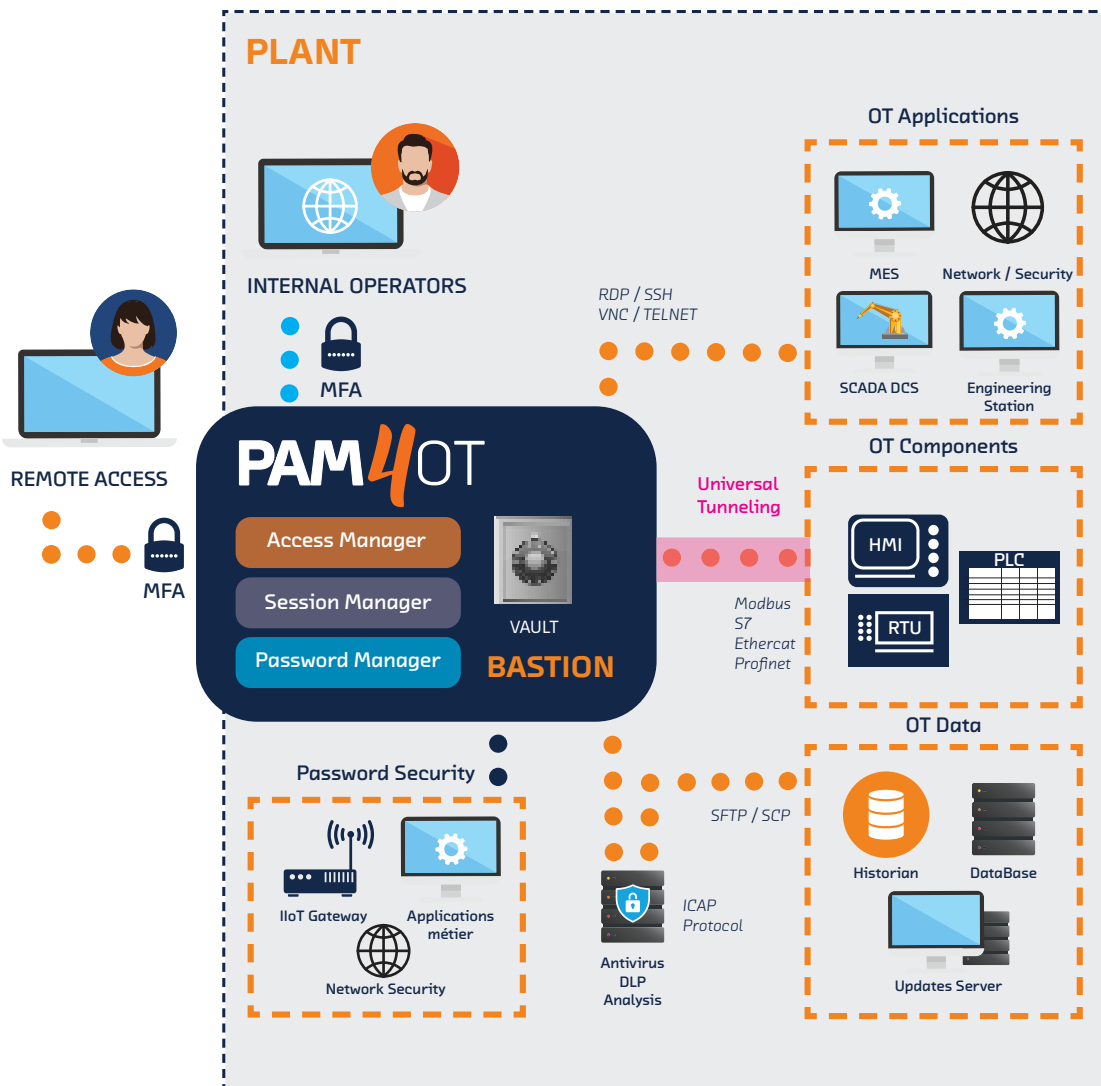 PLANT
OT Applications
MES
Network / Security
SCADA DCS
Engineering
Station
INTERNAL OPERATORS
MFA
RDP / SSH
VNC / TELNET
REMOTE ACCESS
MFA
PAM4OT
Access Manager
Session Manager
Password Manager
VAULT
BASTION
Universal
Tunneling
Modbus
S7
Ethercat
Profinet
OT Components
HMI
PLC
RTU
Password Security
IIoT Gateway
Applications
métier
Network Security
SFTP / SCP
ICAP
Protocol
Antivirus
DLP
Analysis
OT Data
Historian
DataBase
Updates Server